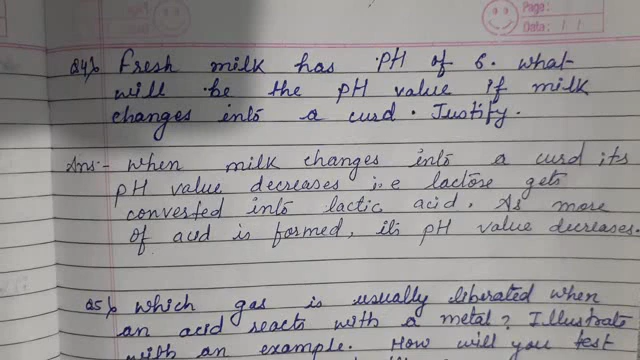 Page:
Date: / /
Q4) Fresh milk has pH of 6. What
will be the pH value if milk
changes into a curd. Justify.
Ans:- When milk changes into a curd its
pH value decreases i.e lactose gets
converted into lactic acid. As more
of acid is formed, it's pH value decreases.
Q5) Which gas is usually liberated when
an acid reacts with a metal? Illustrate
with an example. How will you test